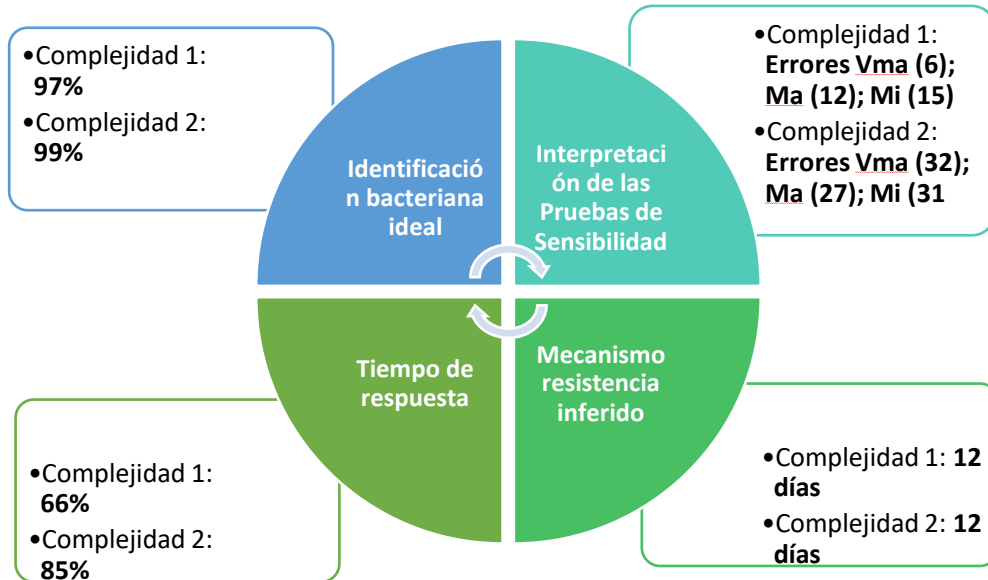 •Complejidad 1:
97%
•Complejidad 2:
99%
•Complejidad 1:
Errores Vma (6);
Ma (12); Mi (15)
•Complejidad 2:
Errores Vma (32);
Ma (27); Mi (31
Identificació
n bacteriana
ideal
Interpretaci
ón de las
Pruebas de
Sensibilidad
Tiempo de
respuesta
Mecanismo
resistencia
inferido
•Complejidad 1:
66%
•Complejidad 2:
85%
•Complejidad 1: 12
días
•Complejidad 2: 12
días